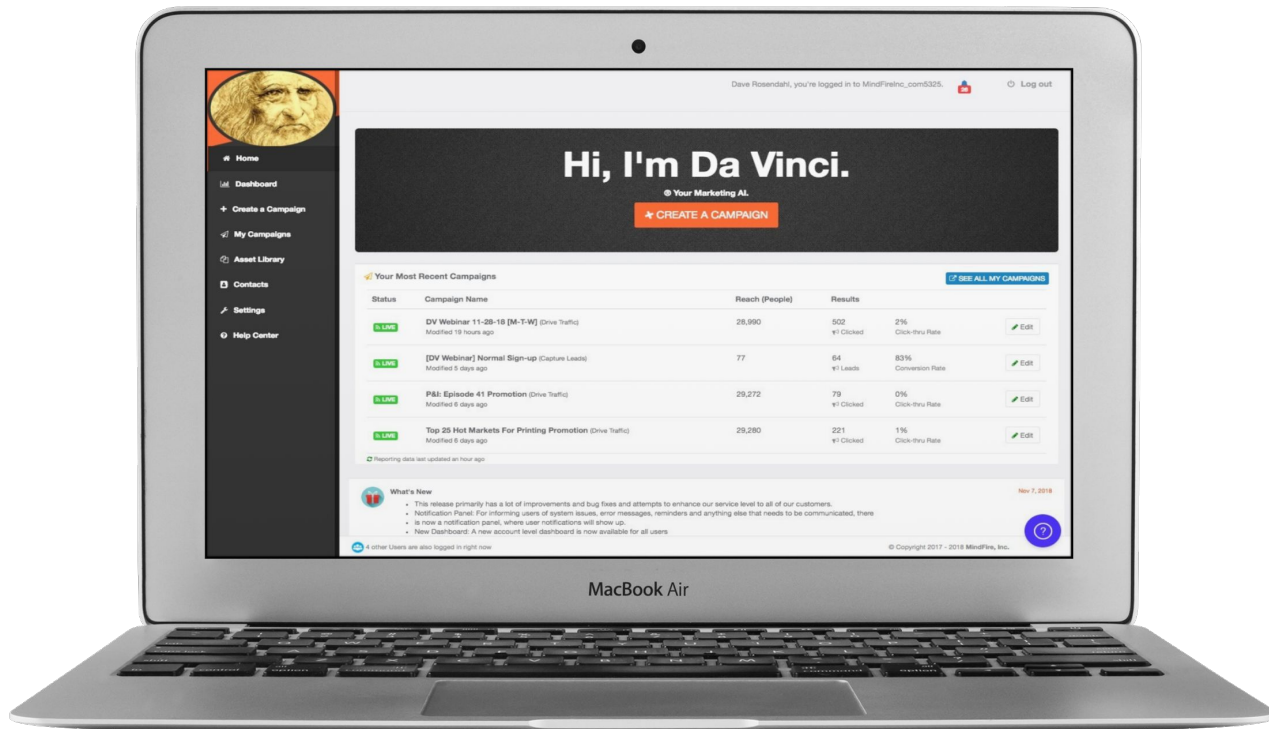 Dave Rosendahl, you're logged in to MindFireInc_com5325.
Log out
Home
Dashboard
Create a Campaign
My Campaigns
Asset Library
Contacts
Settings
Help Center
Hi, I'm Da Vinci.
Your Marketing AI.
CREATE A CAMPAIGN
Your Most Recent Campaigns
SEE ALL MY CAMPAIGNS
Status Campaign Name Reach (People) Results
LIVE DV Webinar 11-28-18 [M-T-W] (Drive Traffic) 28,990 502 2% Edit
Modified 19 hours ago Clicked Click-thru Rate
LIVE [DV Webinar] Normal Sign-up (Capture Leads) 77 64 83% Edit
Modified 5 days ago Leads Conversion Rate
LIVE P&I: Episode 41 Promotion (Drive Traffic) 29,272 79 0% Edit
Modified 6 days ago Clicked Click-thru Rate
LIVE Top 25 Hot Markets For Printing Promotion (Drive Traffic) 29,280 221 1% Edit
Modified 6 days ago Clicked Click-thru Rate
Reporting data last updated an hour ago
What's New Nov 7, 2018
This release primarily has a lot of improvements and bug fixes and attempts to enhance our service level to all of our customers.
Notification Panel: For informing users of system issues, error messages, reminders and anything else that needs to be communicated, there
is now a notification panel, where user notifications will show up.
New Dashboard: A new account level dashboard is now available for all users
4 other Users are also logged in right now
© Copyright 2017 - 2018 MindFire, Inc.
?
MacBook Air
control option command command option